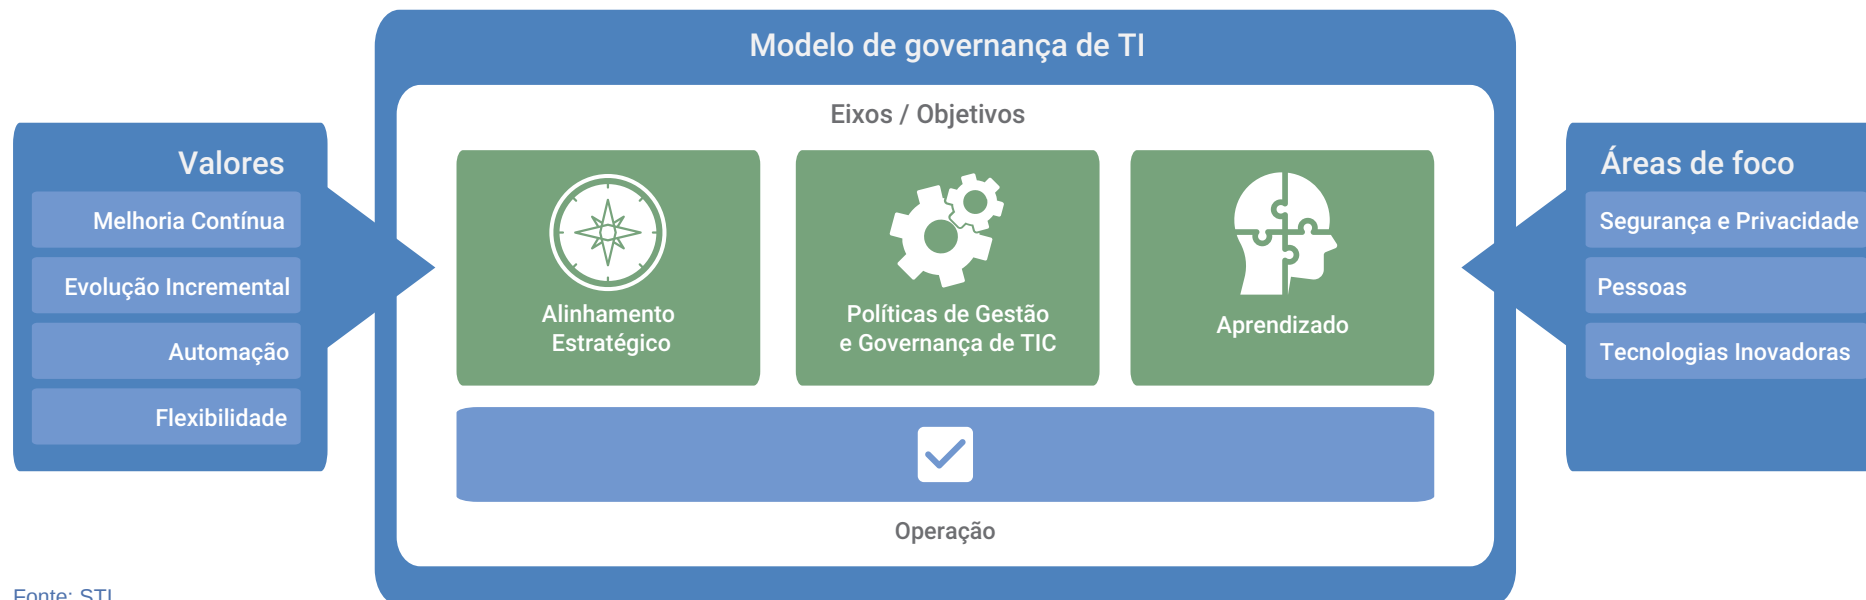 Modelo de governança de TI
Eixos / Objetivos
Valores
Melhoria Contínua
Evolução Incremental
Automação
Flexibilidade
Alinhamento
Estratégico
Políticas de Gestão
e Governança de TIC
Aprendizado
Operação
Áreas de foco
Segurança e Privacidade
Pessoas
Tecnologias Inovadoras
Fonte: STI